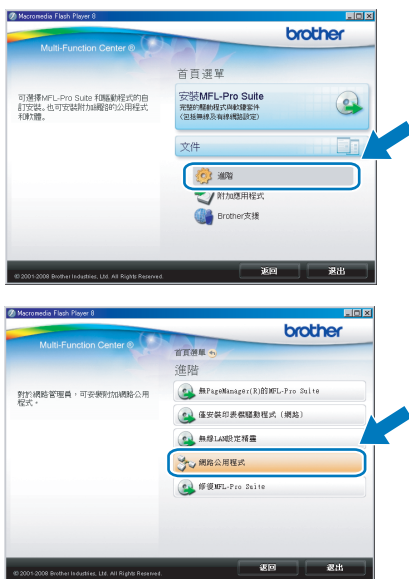 Macromedia Flash Player 8
brother
Multi-Function Center ®
首頁選單
可選擇MFL-Pro Suite 和驅動程式的自
訂安裝。也可安裝附加網路的公用程式
和軟體。
安裝MFL-Pro Suite
完整的驅動程式與軟體套件
(包括無線及有線網路設定)
文件
進階
附加應用程式
Brother支援
© 2001-2008 Brother Industries, Ltd. All Rights Reserved.
返回
退出
Macromedia Flash Player 8
brother
Multi-Function Center ®
首頁選單
進階
對於網路管理員，可安裝附加網路公用
程式。
無PageManager(R)的MFL-Pro Suite
僅安裝印表機驅動程式 (網路)
無線LAN設定精靈
網路公用程式
修復MFL-Pro Suite
© 2001-2008 Brother Industries, Ltd. All Rights Reserved.
返回
退出